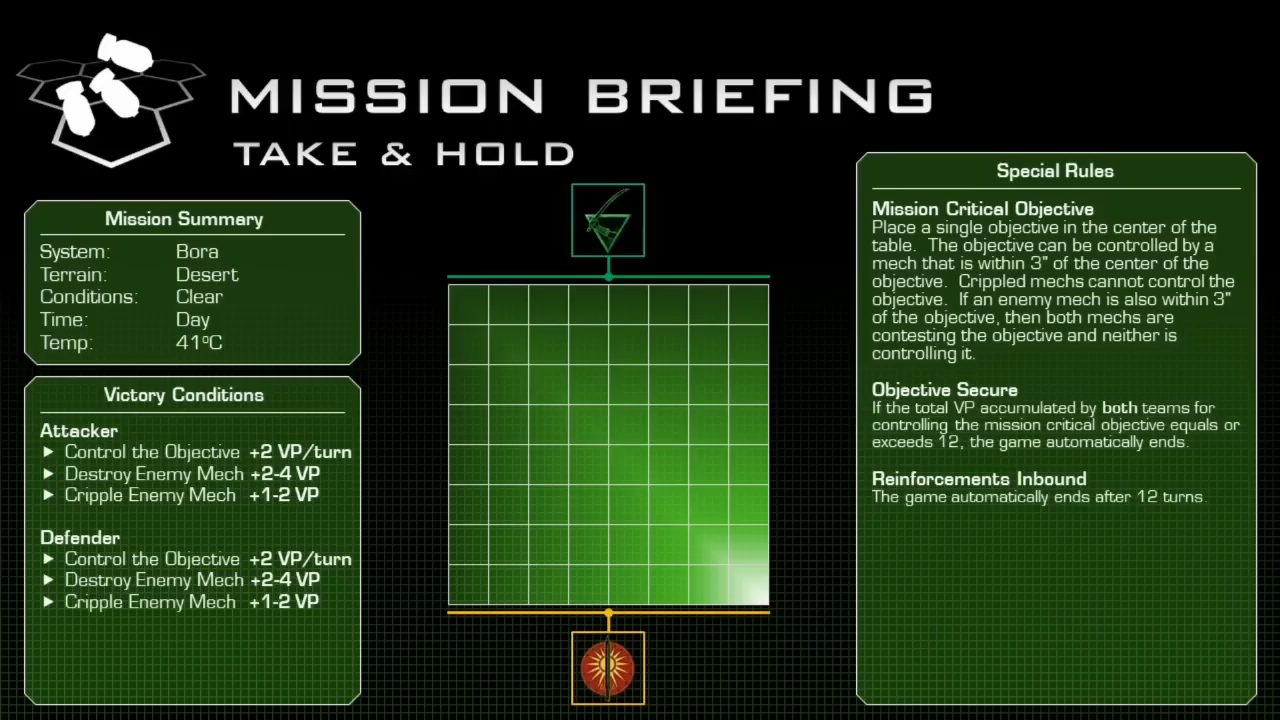 MISSION BRIEFING
TAKE & HOLD
Mission Summary
System: Bora
Terrain: Desert
Conditions: Clear
Time: Day
Temp: 41ºC
Victory Conditions
Attacker
► Control the Objective +2 VP/turn
► Destroy Enemy Mech +2-4 VP
► Cripple Enemy Mech +1-2 VP
Defender
► Control the Objective +2 VP/turn
► Destroy Enemy Mech +2-4 VP
► Cripple Enemy Mech +1-2 VP
Special Rules
Mission Critical Objective
Place a single objective in the center of the
table. The objective can be controlled by a
mech that is within 3" of the center of the
objective. Crippled mechs cannot control the
objective. If an enemy mech is also within 3"
of the objective, then both mechs are
contesting the objective and neither is
controlling it.
Objective Secure
If the total VP accumulated by both teams for
controlling the mission critical objective equals or
exceeds 12, the game automatically ends.
Reinforcements Inbound
The game automatically ends after 12 turns.